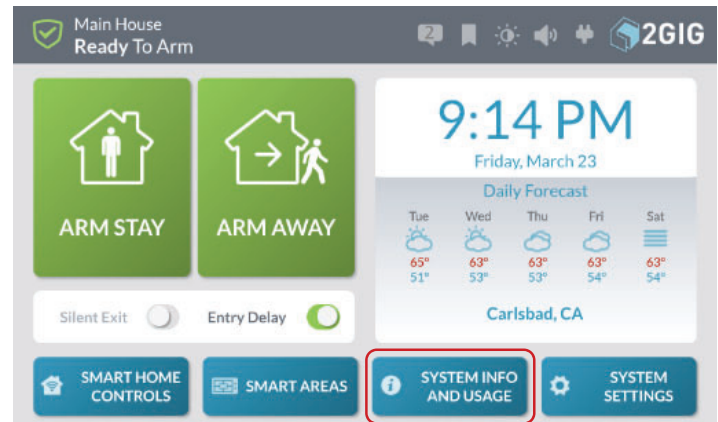 Main House
Ready To Arm
2
2GIG
ARM STAY
ARM AWAY
Silent Exit
Entry Delay
9:14 PM
Friday, March 23
Daily Forecast
Tue Wed Thu Fri Sat
65° 63° 63° 63° 63°
51° 53° 53° 54° 54°
Carlsbad, CA
SMART HOME
CONTROLS
SMART AREAS
SYSTEM INFO
AND USAGE
SYSTEM
SETTINGS